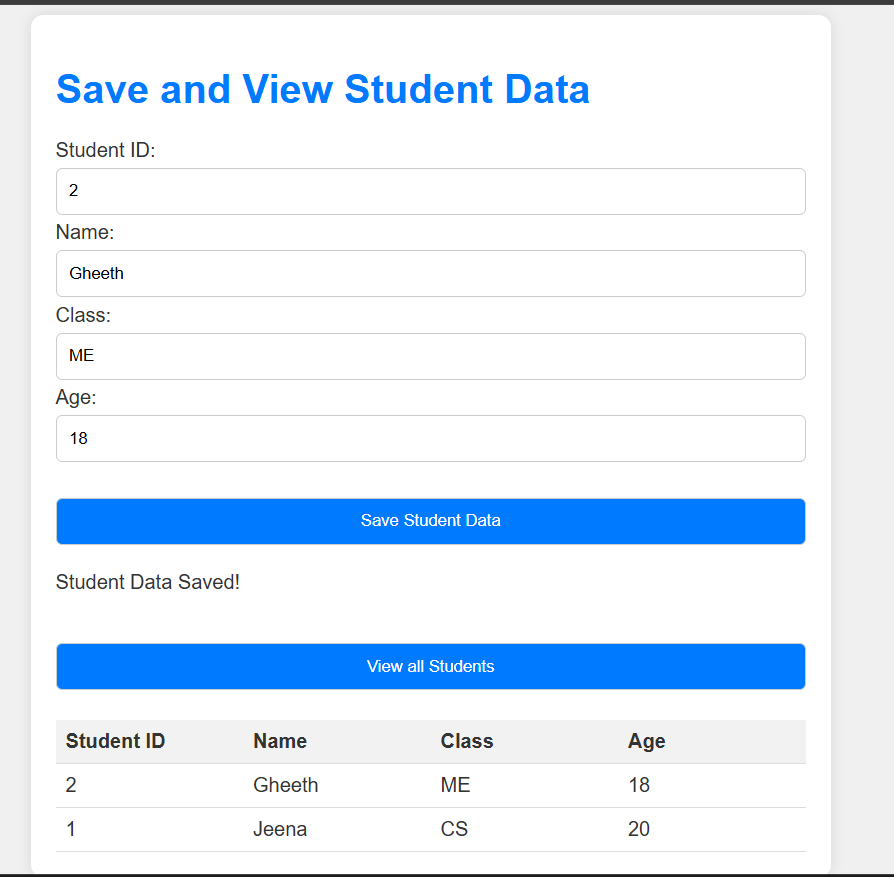 Save and View Student Data
Student ID:
2
Name:
Gheeth
Class:
ME
Age:
18
Save Student Data
Student Data Saved!
View all Students
Student ID Name Class Age
2 Gheeth ME 18
1 Jeena CS 20